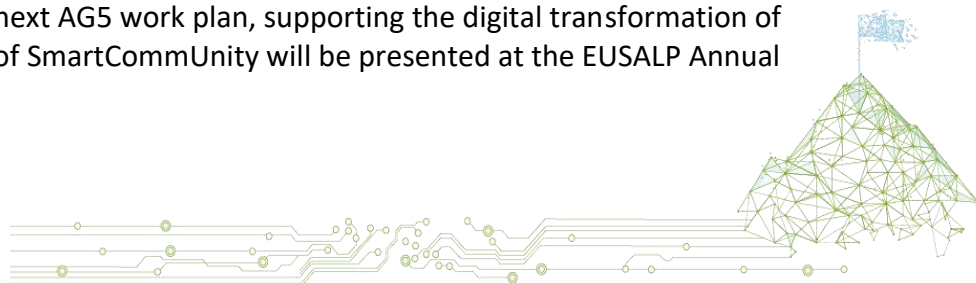 next AG5 work plan, supporting the digital transformation of
of SmartCommUnity will be presented at the EUSALP Annual